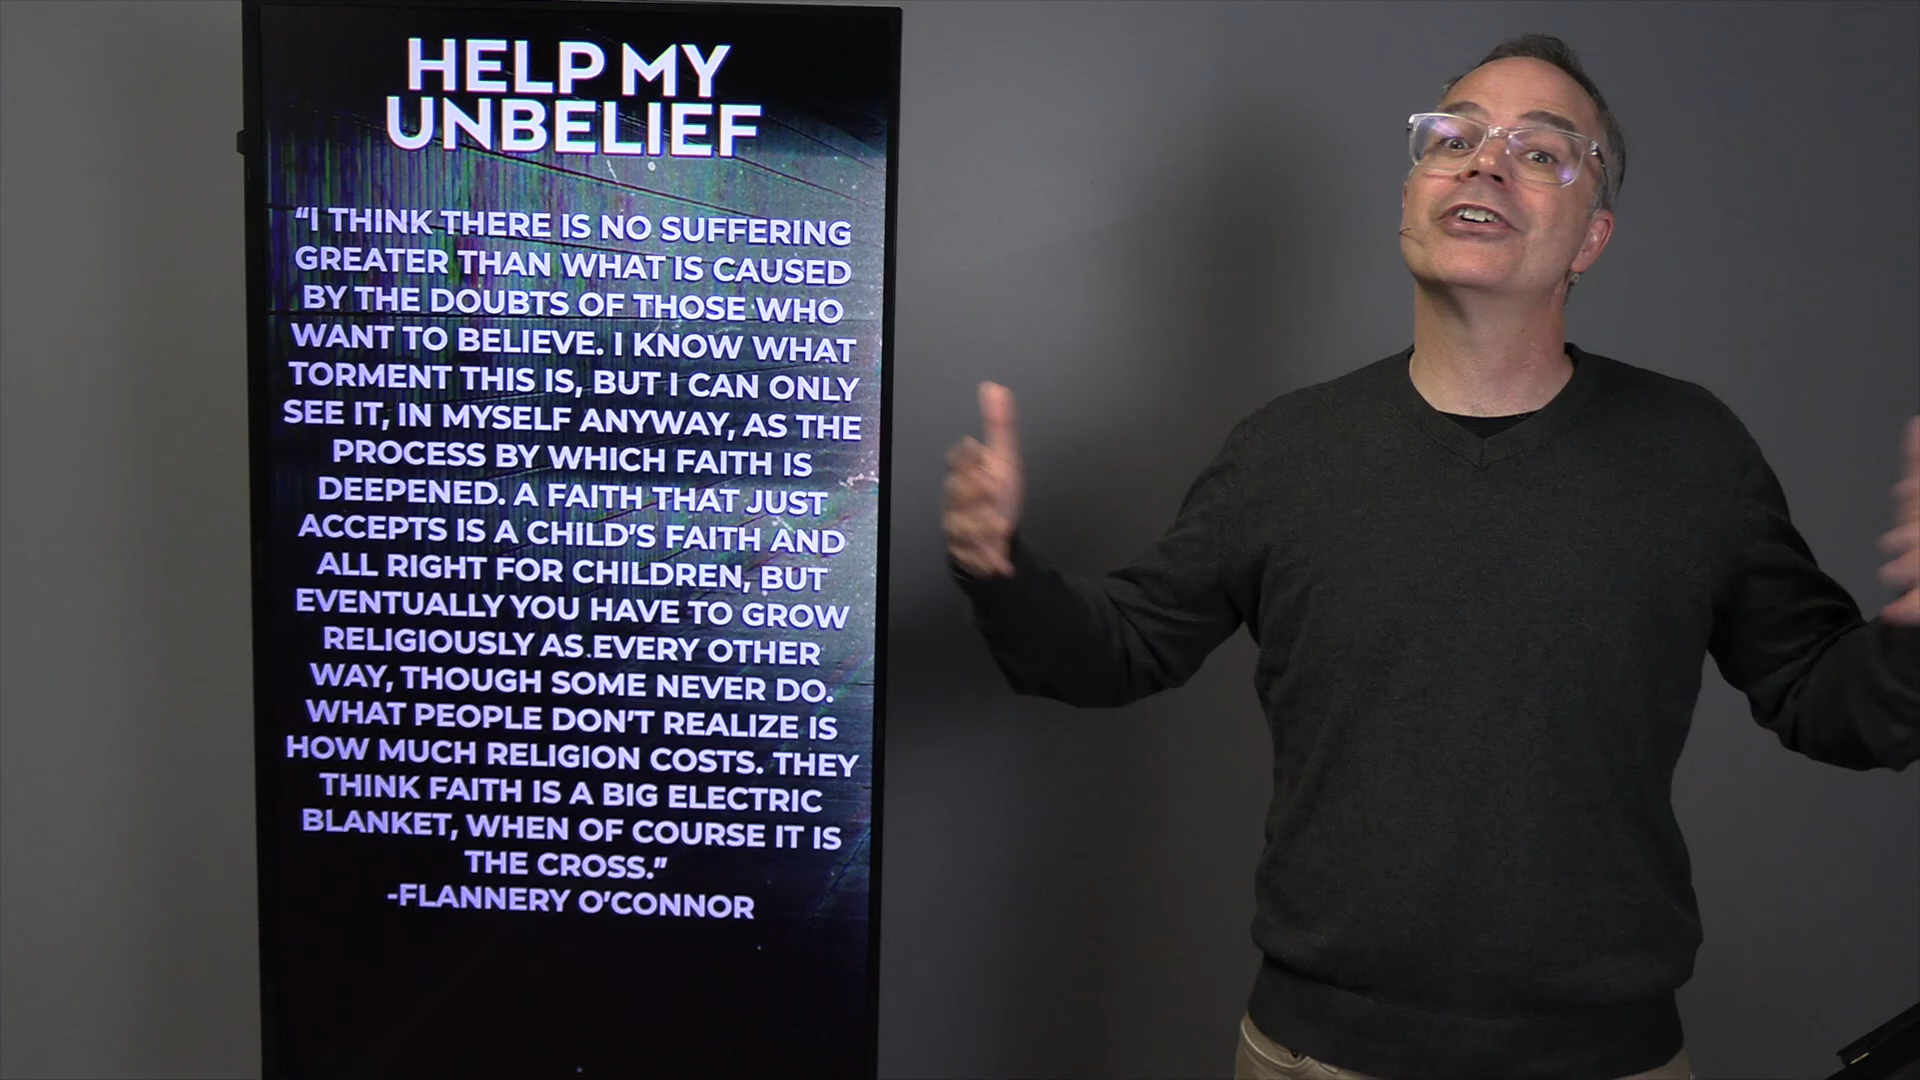 HELP MY
UNBELIEF
“I THINK THERE IS NO SUFFERING
GREATER THAN WHAT IS CAUSED
BY THE DOUBTS OF THOSE WHO
WANT TO BELIEVE. I KNOW WHAT
TORMENT THIS IS, BUT I CAN ONLY
SEE IT, IN MYSELF ANYWAY, AS THE
PROCESS BY WHICH FAITH IS
DEEPENED. A FAITH THAT JUST
ACCEPTS IS A CHILD’S FAITH AND
ALL RIGHT FOR CHILDREN, BUT
EVENTUALLY YOU HAVE TO GROW
RELIGIOUSLY AS EVERY OTHER
WAY, THOUGH SOME NEVER DO.
WHAT PEOPLE DON’T REALIZE IS
HOW MUCH RELIGION COSTS. THEY
THINK FAITH IS A BIG ELECTRIC
BLANKET, WHEN OF COURSE IT IS
THE CROSS.”
-FLANNERY O’CONNOR